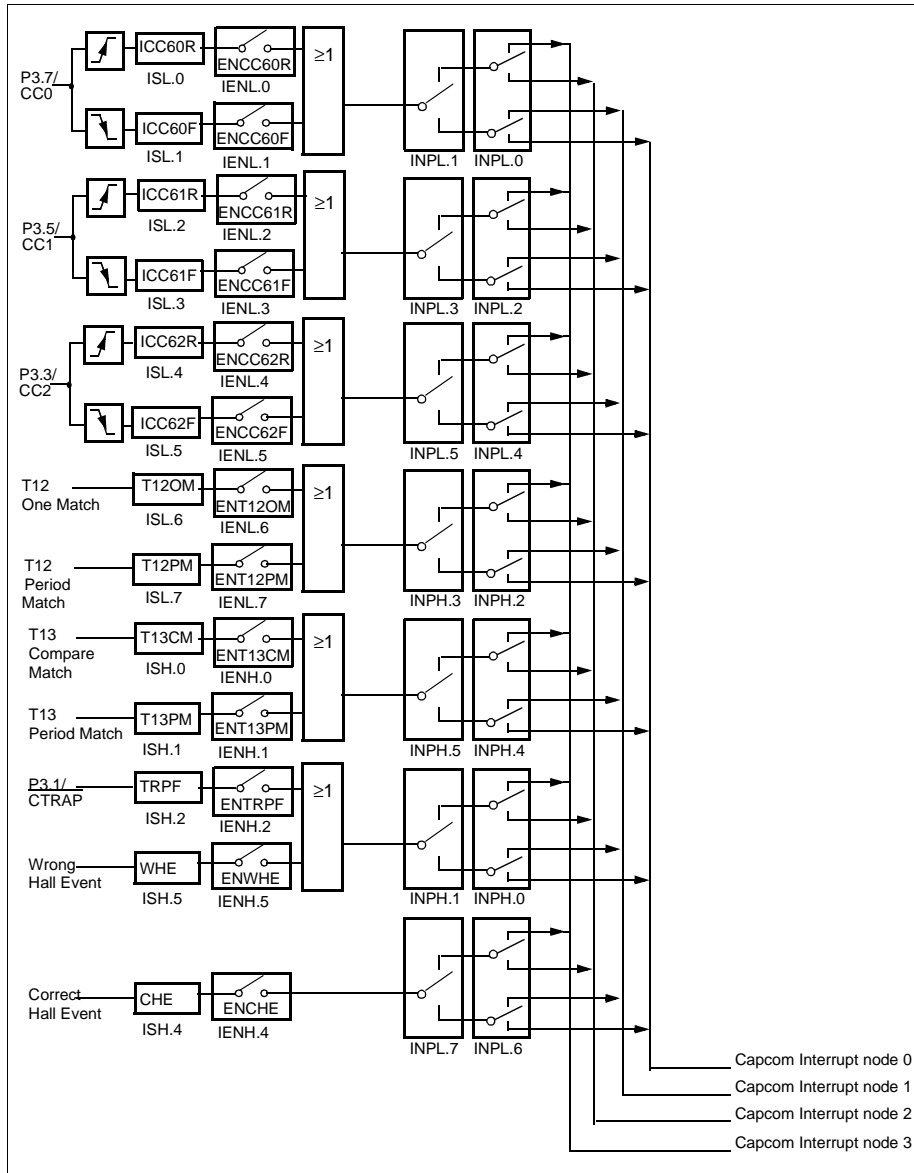 ICC60R
ENCC60R
≥1
ISL.0
IENL.0
P3.7/
CC0
ICC60F
ENCC60F
ISL.1
IENL.1
INPL.1
INPL.0
ICC61R
ENCC61R
≥1
ISL.2
IENL.2
P3.5/
CC1
ICC61F
ENCC61F
ISL.3
IENL.3
INPL.3
INPL.2
ICC62R
ENCC62R
≥1
ISL.4
IENL.4
P3.3/
CC2
ICC62F
ENCC62F
ISL.5
IENL.5
INPL.5
INPL.4
T12
One Match
T12OM
ENT12OM
≥1
ISL.6
IENL.6
T12
Period
Match
T12PM
ENT12PM
ISL.7
IENL.7
INPH.3
INPH.2
T13
Compare
Match
T13CM
ENT13CM
≥1
ISH.0
IENH.0
T13
Period Match
T13PM
ENT13PM
ISH.1
IENH.1
INPH.5
INPH.4
P3.1/
CTRAP
TRPF
ENTRPF
≥1
ISH.2
IENH.2
Wrong
Hall Event
WHE
ENWHE
ISH.5
IENH.5
INPH.1
INPH.0
Correct
Hall Event
CHE
ENCHE
ISH.4
IENH.4
INPL.7
INPL.6
Capcom Interrupt node 0
Capcom Interrupt node 1
Capcom Interrupt node 2
Capcom Interrupt node 3